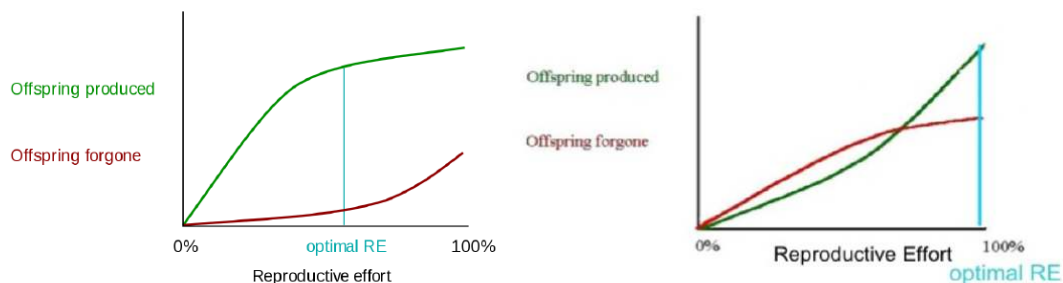 Offspring produced
Offspring forgone
0%
optimal RE
100%
Reproductive effort
Offspring produced
Offspring forgone
0%
Reproductive Effort
100%
optimal RE